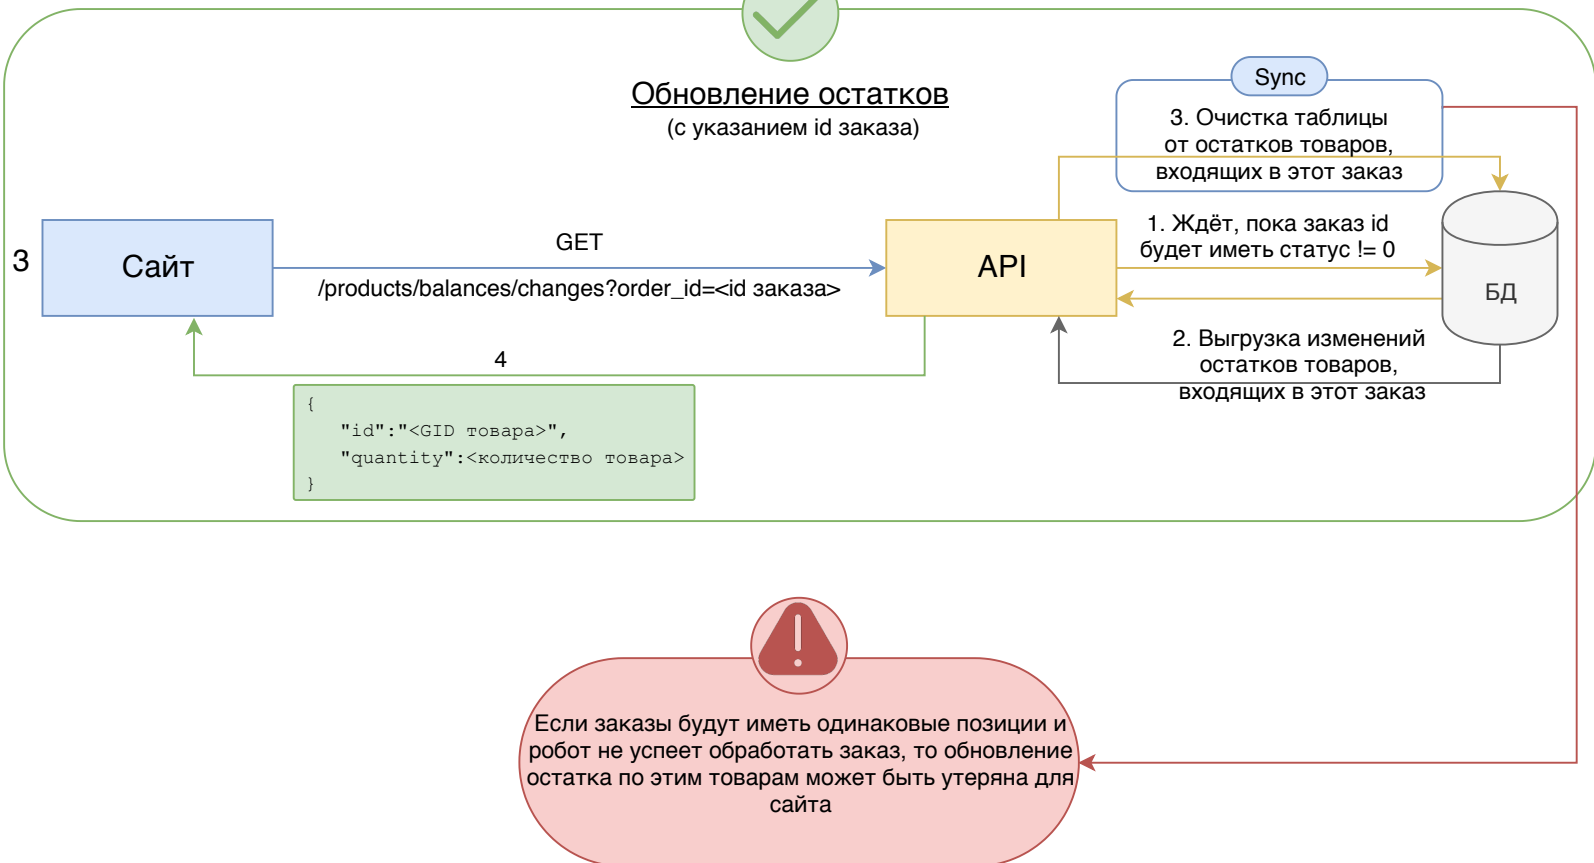 Обновление остатков
(с указанием id заказа)
Sync
3. Очистка таблицы
от остатков товаров,
входящих в этот заказ
3
Сайт
GET
/products/balances/changes?order_id=<id заказа>
API
1. Ждёт, пока заказ id
будет иметь статус != 0
БД
2. Выгрузка изменений
остатков товаров,
входящих в этот заказ
4
{
"id":"<GID товара>",
"quantity":<количество товара>
}
Если заказы будут иметь одинаковые позиции и
робот не успеет обработать заказ, то обновление
остатка по этим товарам может быть утеряна для
сайта